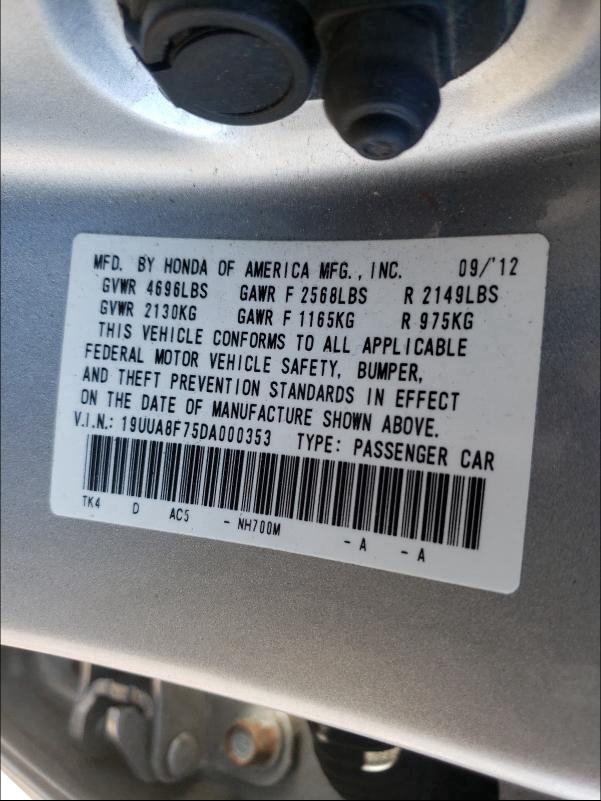 MFD. BY HONDA OF AMERICA MFG., INC. 09/'12
GVWR 4696LBS GAWR F 2568LBS R 2149LBS
GVWR 2130KG GAWR F 1165KG R 975KG
THIS VEHICLE CONFORMS TO ALL APPLICABLE
FEDERAL MOTOR VEHICLE SAFETY, BUMPER,
AND THEFT PREVENTION STANDARDS IN EFFECT
ON THE DATE OF MANUFACTURE SHOWN ABOVE.
V.I.N.: 19UUA8F75DA000353 TYPE: PASSENGER CAR
TK4 D AC5 - NH700M - A - A